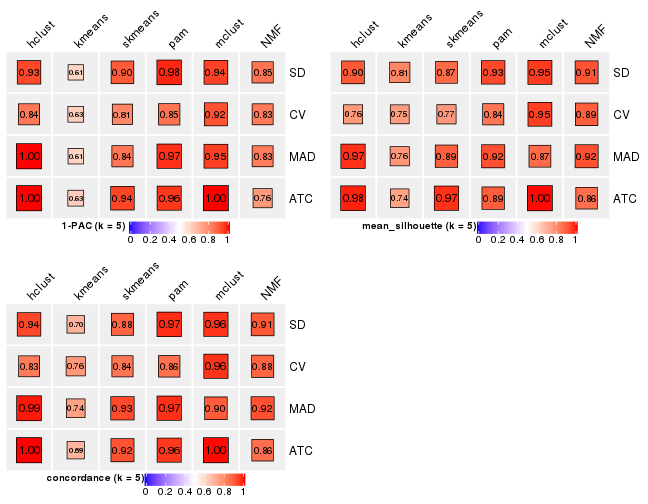 hclust kmeans skmeans pam mclust NMF
0.93 0.61 0.90 0.98 0.94 0.85 SD
0.84 0.63 0.81 0.85 0.92 0.83 CV
1.00 0.61 0.84 0.97 0.95 0.83 MAD
1.00 0.63 0.94 0.96 1.00 0.76 ATC
1-PAC (k = 5)
0 0.2 0.4 0.6 0.8 1
hclust kmeans skmeans pam mclust NMF
0.90 0.81 0.87 0.93 0.95 0.91 SD
0.76 0.75 0.77 0.84 0.95 0.89 CV
0.97 0.76 0.89 0.92 0.87 0.92 MAD
0.98 0.74 0.97 0.89 1.00 0.86 ATC
mean_silhouette (k = 5)
0 0.2 0.4 0.6 0.8 1
hclust kmeans skmeans pam mclust NMF
0.94 0.70 0.88 0.97 0.96 0.91 SD
0.83 0.76 0.84 0.86 0.96 0.88 CV
0.99 0.74 0.93 0.97 0.90 0.92 MAD
1.00 0.69 0.92 0.96 1.00 0.86 ATC
concordance (k = 5)
0 0.2 0.4 0.6 0.8 1